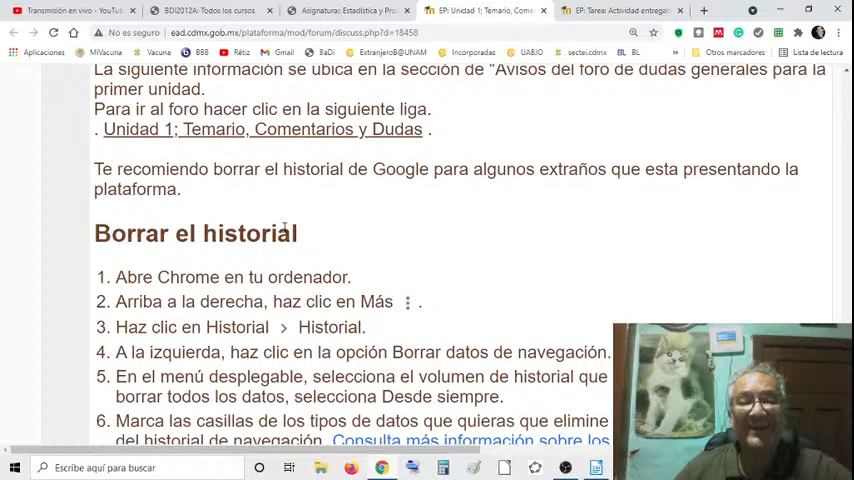 Transmisión en vivo - YouTu
BDI2012A: Todos los cursos
Asignatura: Estadística y Prol
EP: Unidad 1; Temario, Comentar
EP: Tarea: Actividad entregab
No es seguro
ead.cdmx.gob.mx/plataforma/mod/forum/discuss.php?d=18458
Aplicaciones
MiVacuna
Vacuna
BBB
Rétiz
Gmail
BaDi
ExtranjeroB@UNAM
Incorporadas
UABJO
sectei.cdmx
BL
Otros marcadores
Lista de lectura
La siguiente información se ubica en la sección de "Avisos del foro de dudas generales para la
primer unidad.
Para ir al foro hacer clic en la siguiente liga.
. Unidad 1; Temario, Comentarios y Dudas .
Te recomiendo borrar el historial de Google para algunos extraños que esta presentando la
plataforma.
Borrar el historial
1. Abre Chrome en tu ordenador.
2. Arriba a la derecha, haz clic en Más ⋮ .
3. Haz clic en Historial > Historial.
4. A la izquierda, haz clic en la opción Borrar datos de navegación.
5. En el menú desplegable, selecciona el volumen de historial que
borrar todos los datos, selecciona Desde siempre.
6. Marca las casillas de los tipos de datos que quieras que elimine
del historial de navegación. Consulta más información sobre los
Escribe aquí para buscar